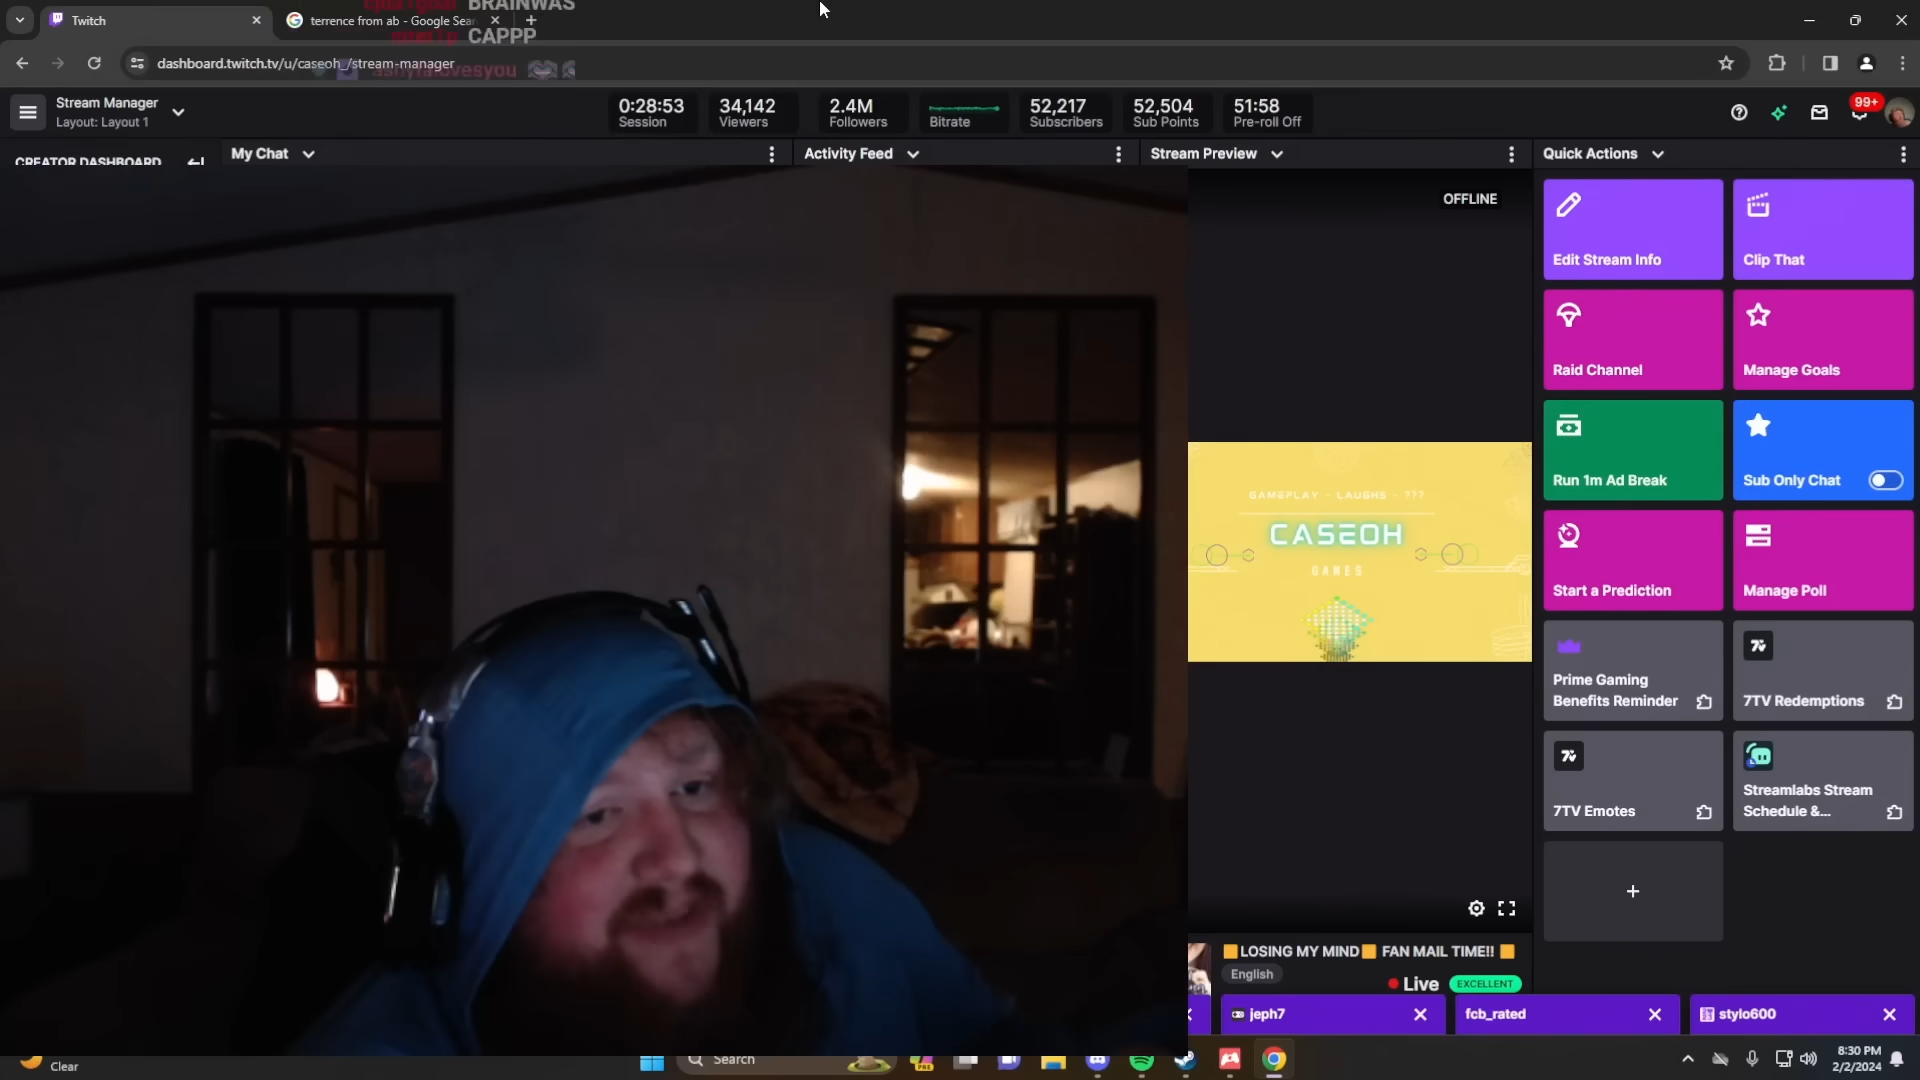 Twitch
terrence from ab - Google Sear
BRAINWAS
CAPPP
dashboard.twitch.tv/u/caseoh_/stream-manager
ashyralovesyou
Stream Manager
Layout: Layout 1
0:28:53
Session
34,142
Viewers
2.4M
Followers
Bitrate
52,217
Subscribers
52,504
Sub Points
51:58
Pre-roll Off
99+
CREATOR DASHBOARD
My Chat
Activity Feed
Stream Preview
Quick Actions
OFFLINE
Edit Stream Info
Clip That
Raid Channel
Manage Goals
Run 1m Ad Break
Sub Only Chat
Start a Prediction
Manage Poll
Prime Gaming
Benefits Reminder
7TV Redemptions
7TV Emotes
Streamlabs Stream
Schedule &...
+
GAMEPLAY - LAUGHS - ???
CASEOH
GAMES
LOSING MY MIND FAN MAIL TIME!!
English
Live
EXCELLENT
jeph7
fcb_rated
stylo600
Clear
Search
PRE
8:30 PM
2/2/2024